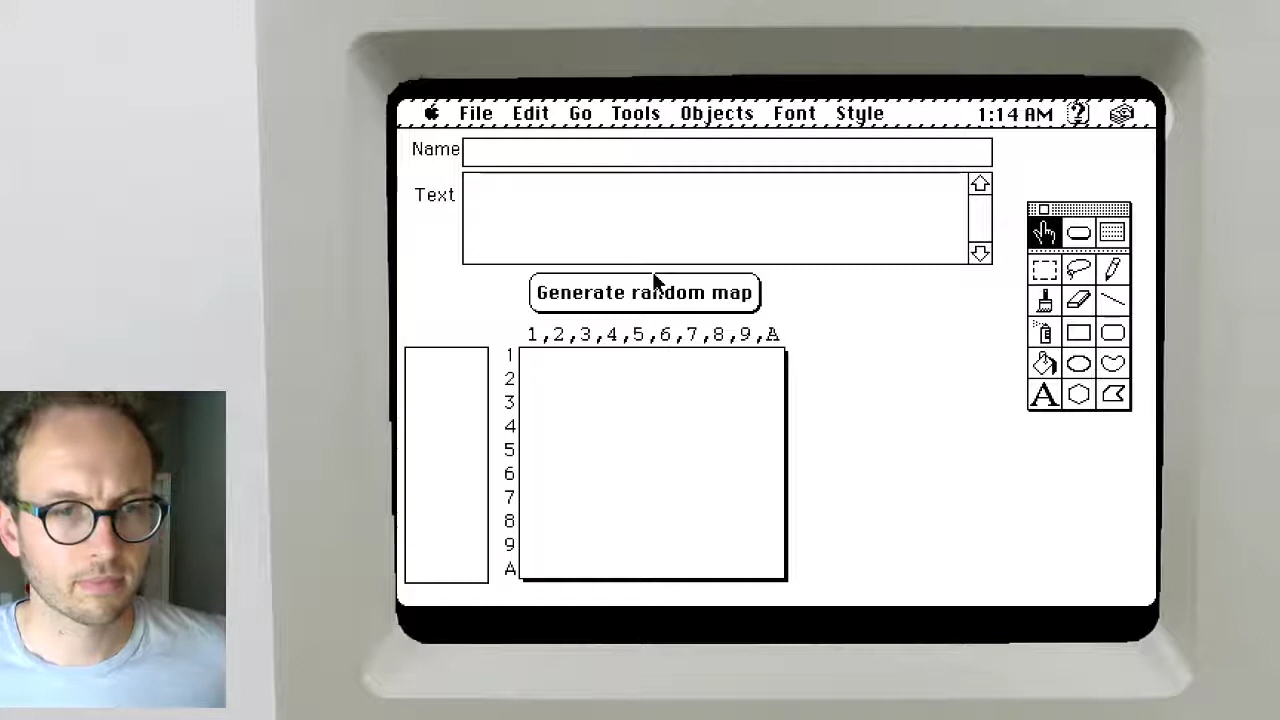 File Edit Go Tools Objects Font Style 1:14 AM
Name
Text
Generate random map
1,2,3,4,5,6,7,8,9,A
1
2
3
4
5
6
7
8
9
A
A